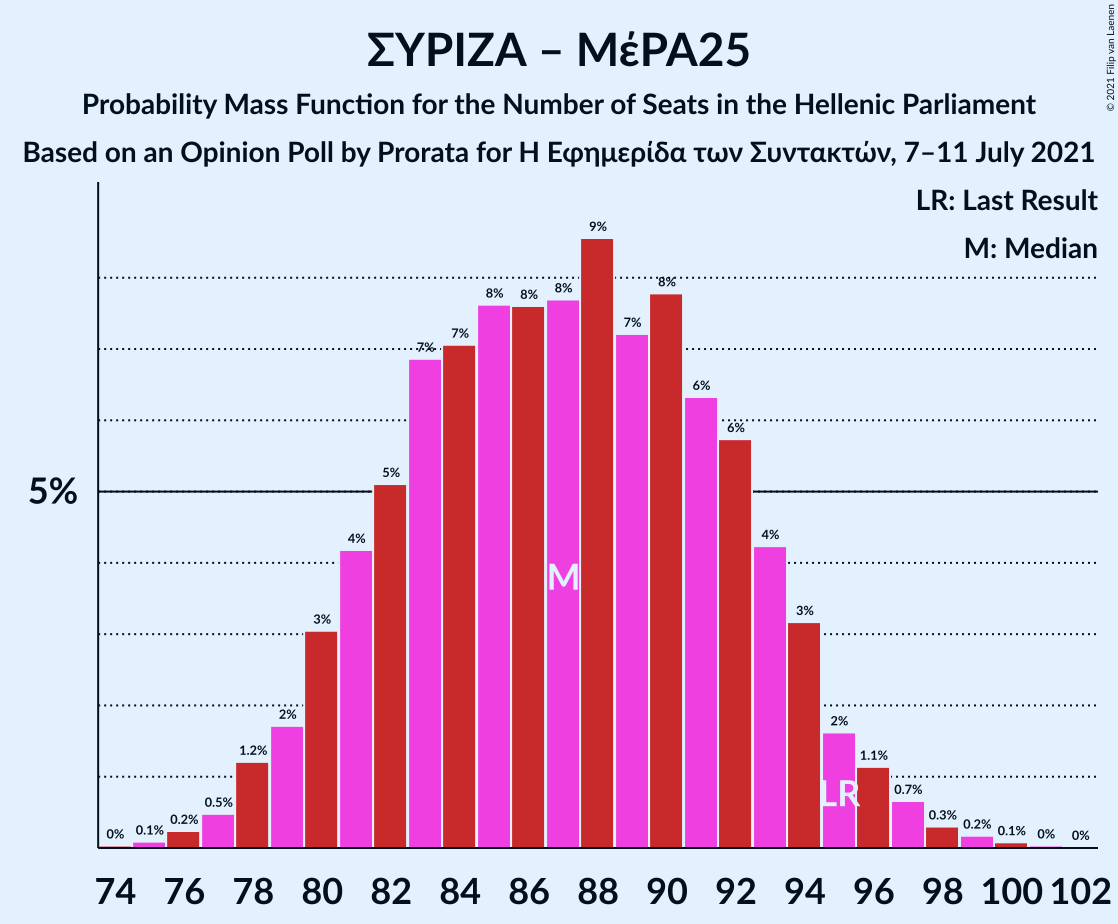 ΣΥΡΙΖΑ – ΜέΡΑ25
Probability Mass Function for the Number of Seats in the Hellenic Parliament
Based on an Opinion Poll by Prorata for Η Εφημερίδα των Συντακτών, 7–11 July 2021
© 2021 Filip van Laenen
LR: Last Result
M: Median
5%
0% 0.1% 0.2% 0.5% 1.2% 2% 3% 4% 5% 7% 7% 8% 8% 8% 9% 7% 8% 6% 6% 4% 3% 2% 1.1% 0.7% 0.3% 0.2% 0.1% 0% 0%
M
LR
74 76 78 80 82 84 86 88 90 92 94 96 98 100 102